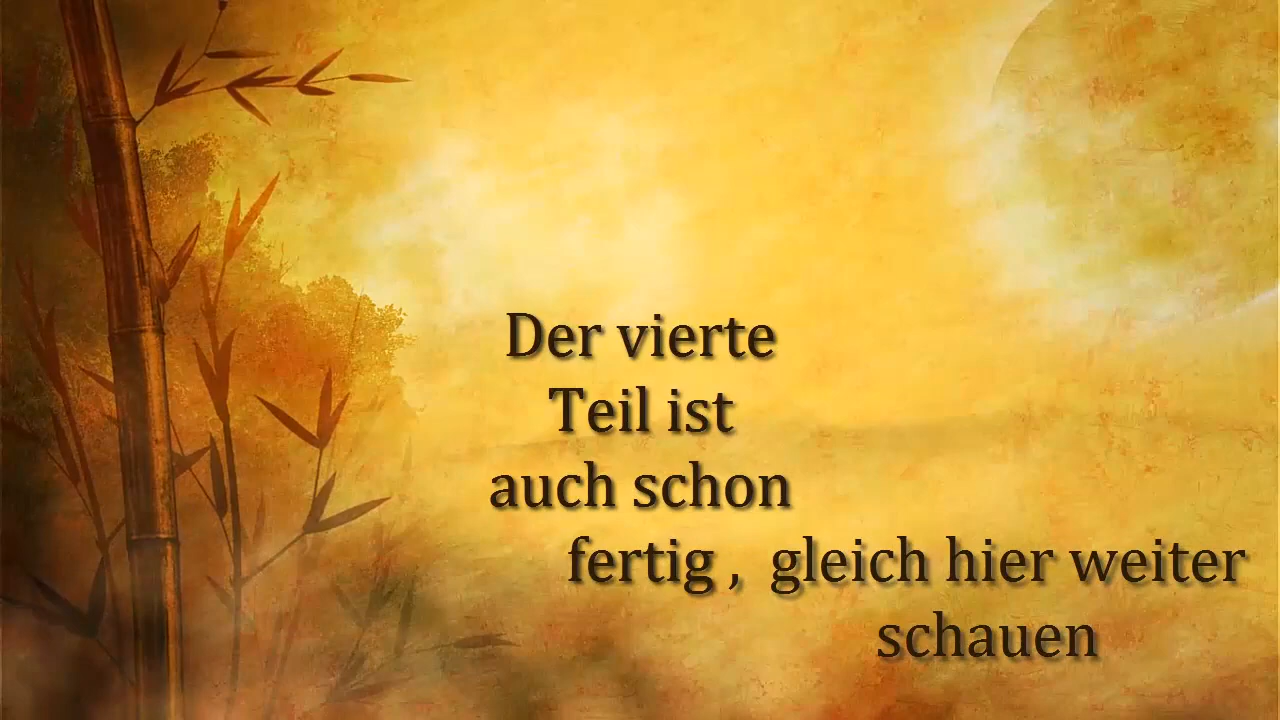 Der vierte
Teil ist
auch schon
fertig , gleich hier weiter
schauen